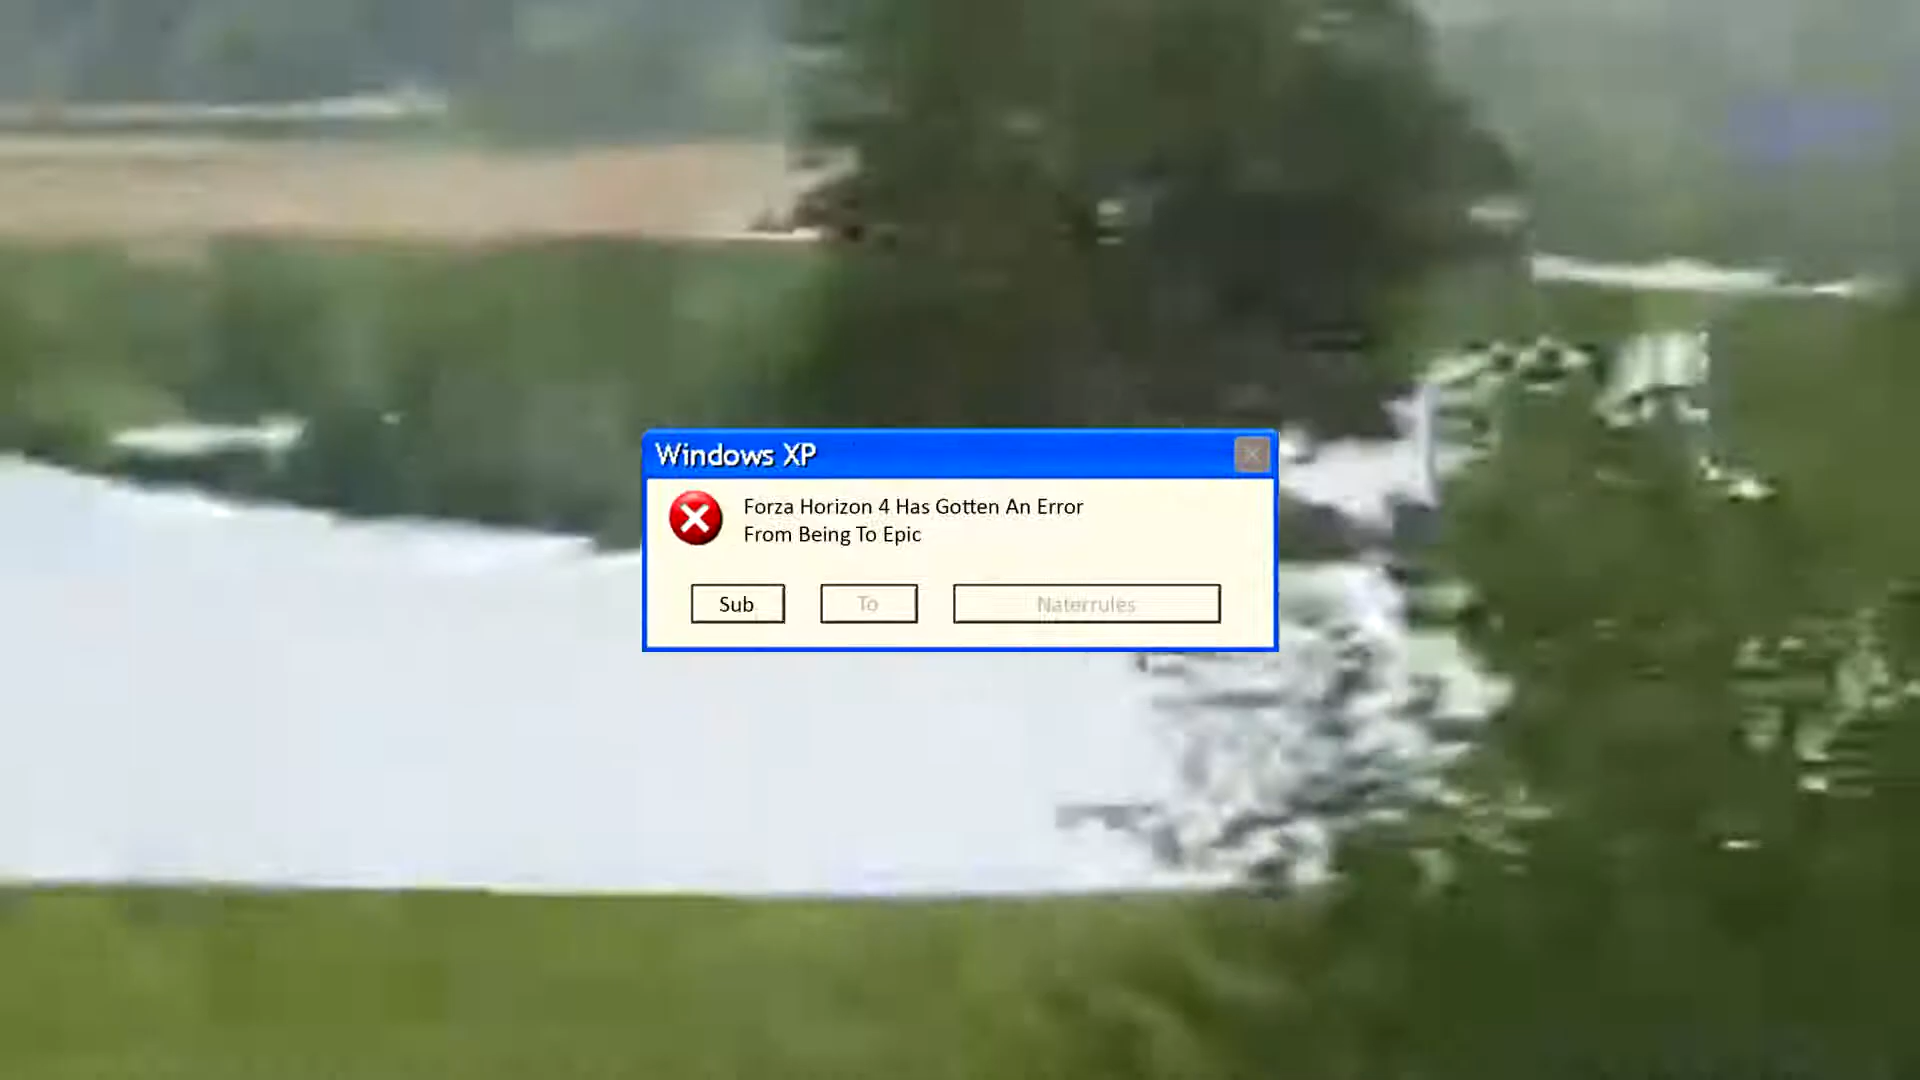 Windows XP
Forza Horizon 4 Has Gotten An Error
From Being To Epic
Sub To Naterrules